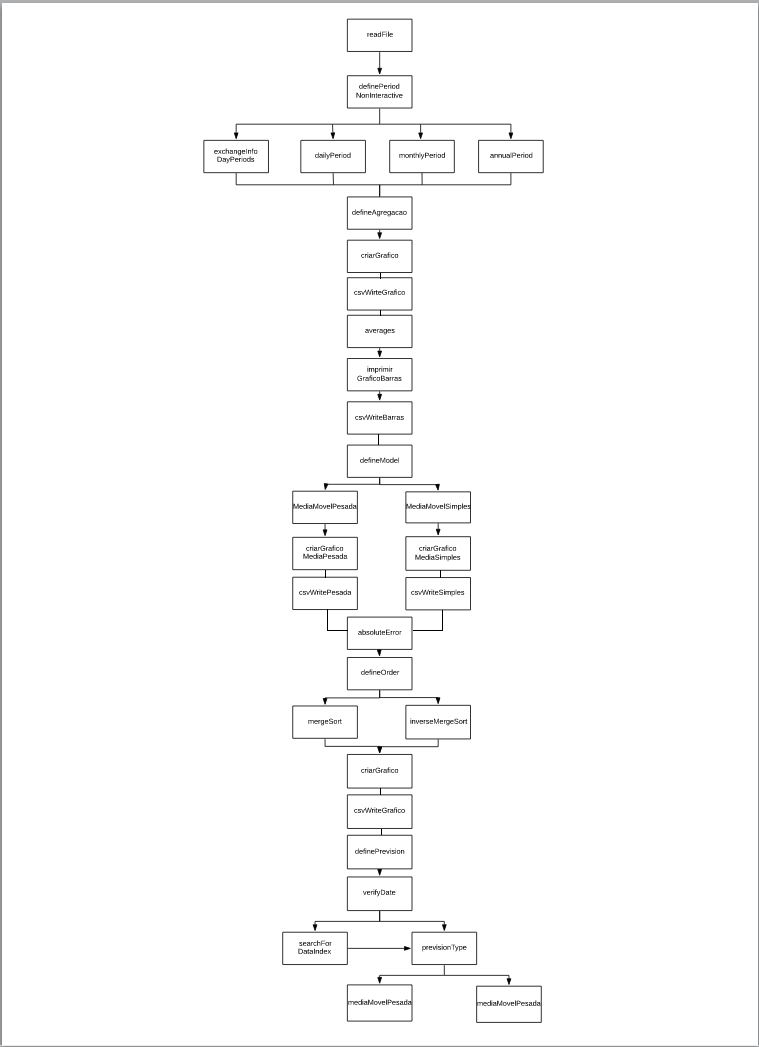 readFile
definePeriod
NonInteractive
exchangeInfo
DayPeriods
dailyPeriod
monthlyPeriod
annualPeriod
defineAgregacao
criarGrafico
csvWirteGrafico
averages
imprimir
GraficoBarras
csvWriteBarras
defineModel
MediaMovelPesada
MediaMovelSimples
criarGrafico
MediaPesada
criarGrafico
MediaSimples
csvWritePesada
csvWriteSimples
absoluteError
defineOrder
mergeSort
inverseMergeSort
criarGrafico
csvWriteGrafico
definePrevision
verifyDate
searchFor
DataIndex
previsionType
mediaMovelPesada
mediaMovelPesada